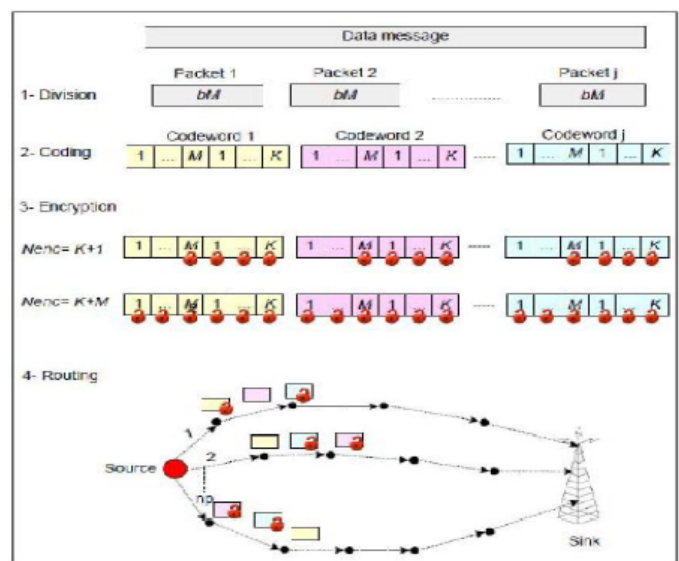 Data message
Packet 1 Packet 2 Packet j
1- Division bM bM .................. bM
Codeword 1 Codeword 2 Codeword j
2- Coding 1 ... M 1 ... K 1 ... M 1 ... K ...... 1 ... M 1 ... K
3- Encryption
Nenc= K+1 1 ... M 1 ... K 1 ... M 1 ... K ----- 1 ... M 1 ... K
Nenc= K+M 1 ... M 1 ... K 1 ... M 1 ... K ...... 1 M 1 ... K
4- Routing
1
2
Source
np
Sink